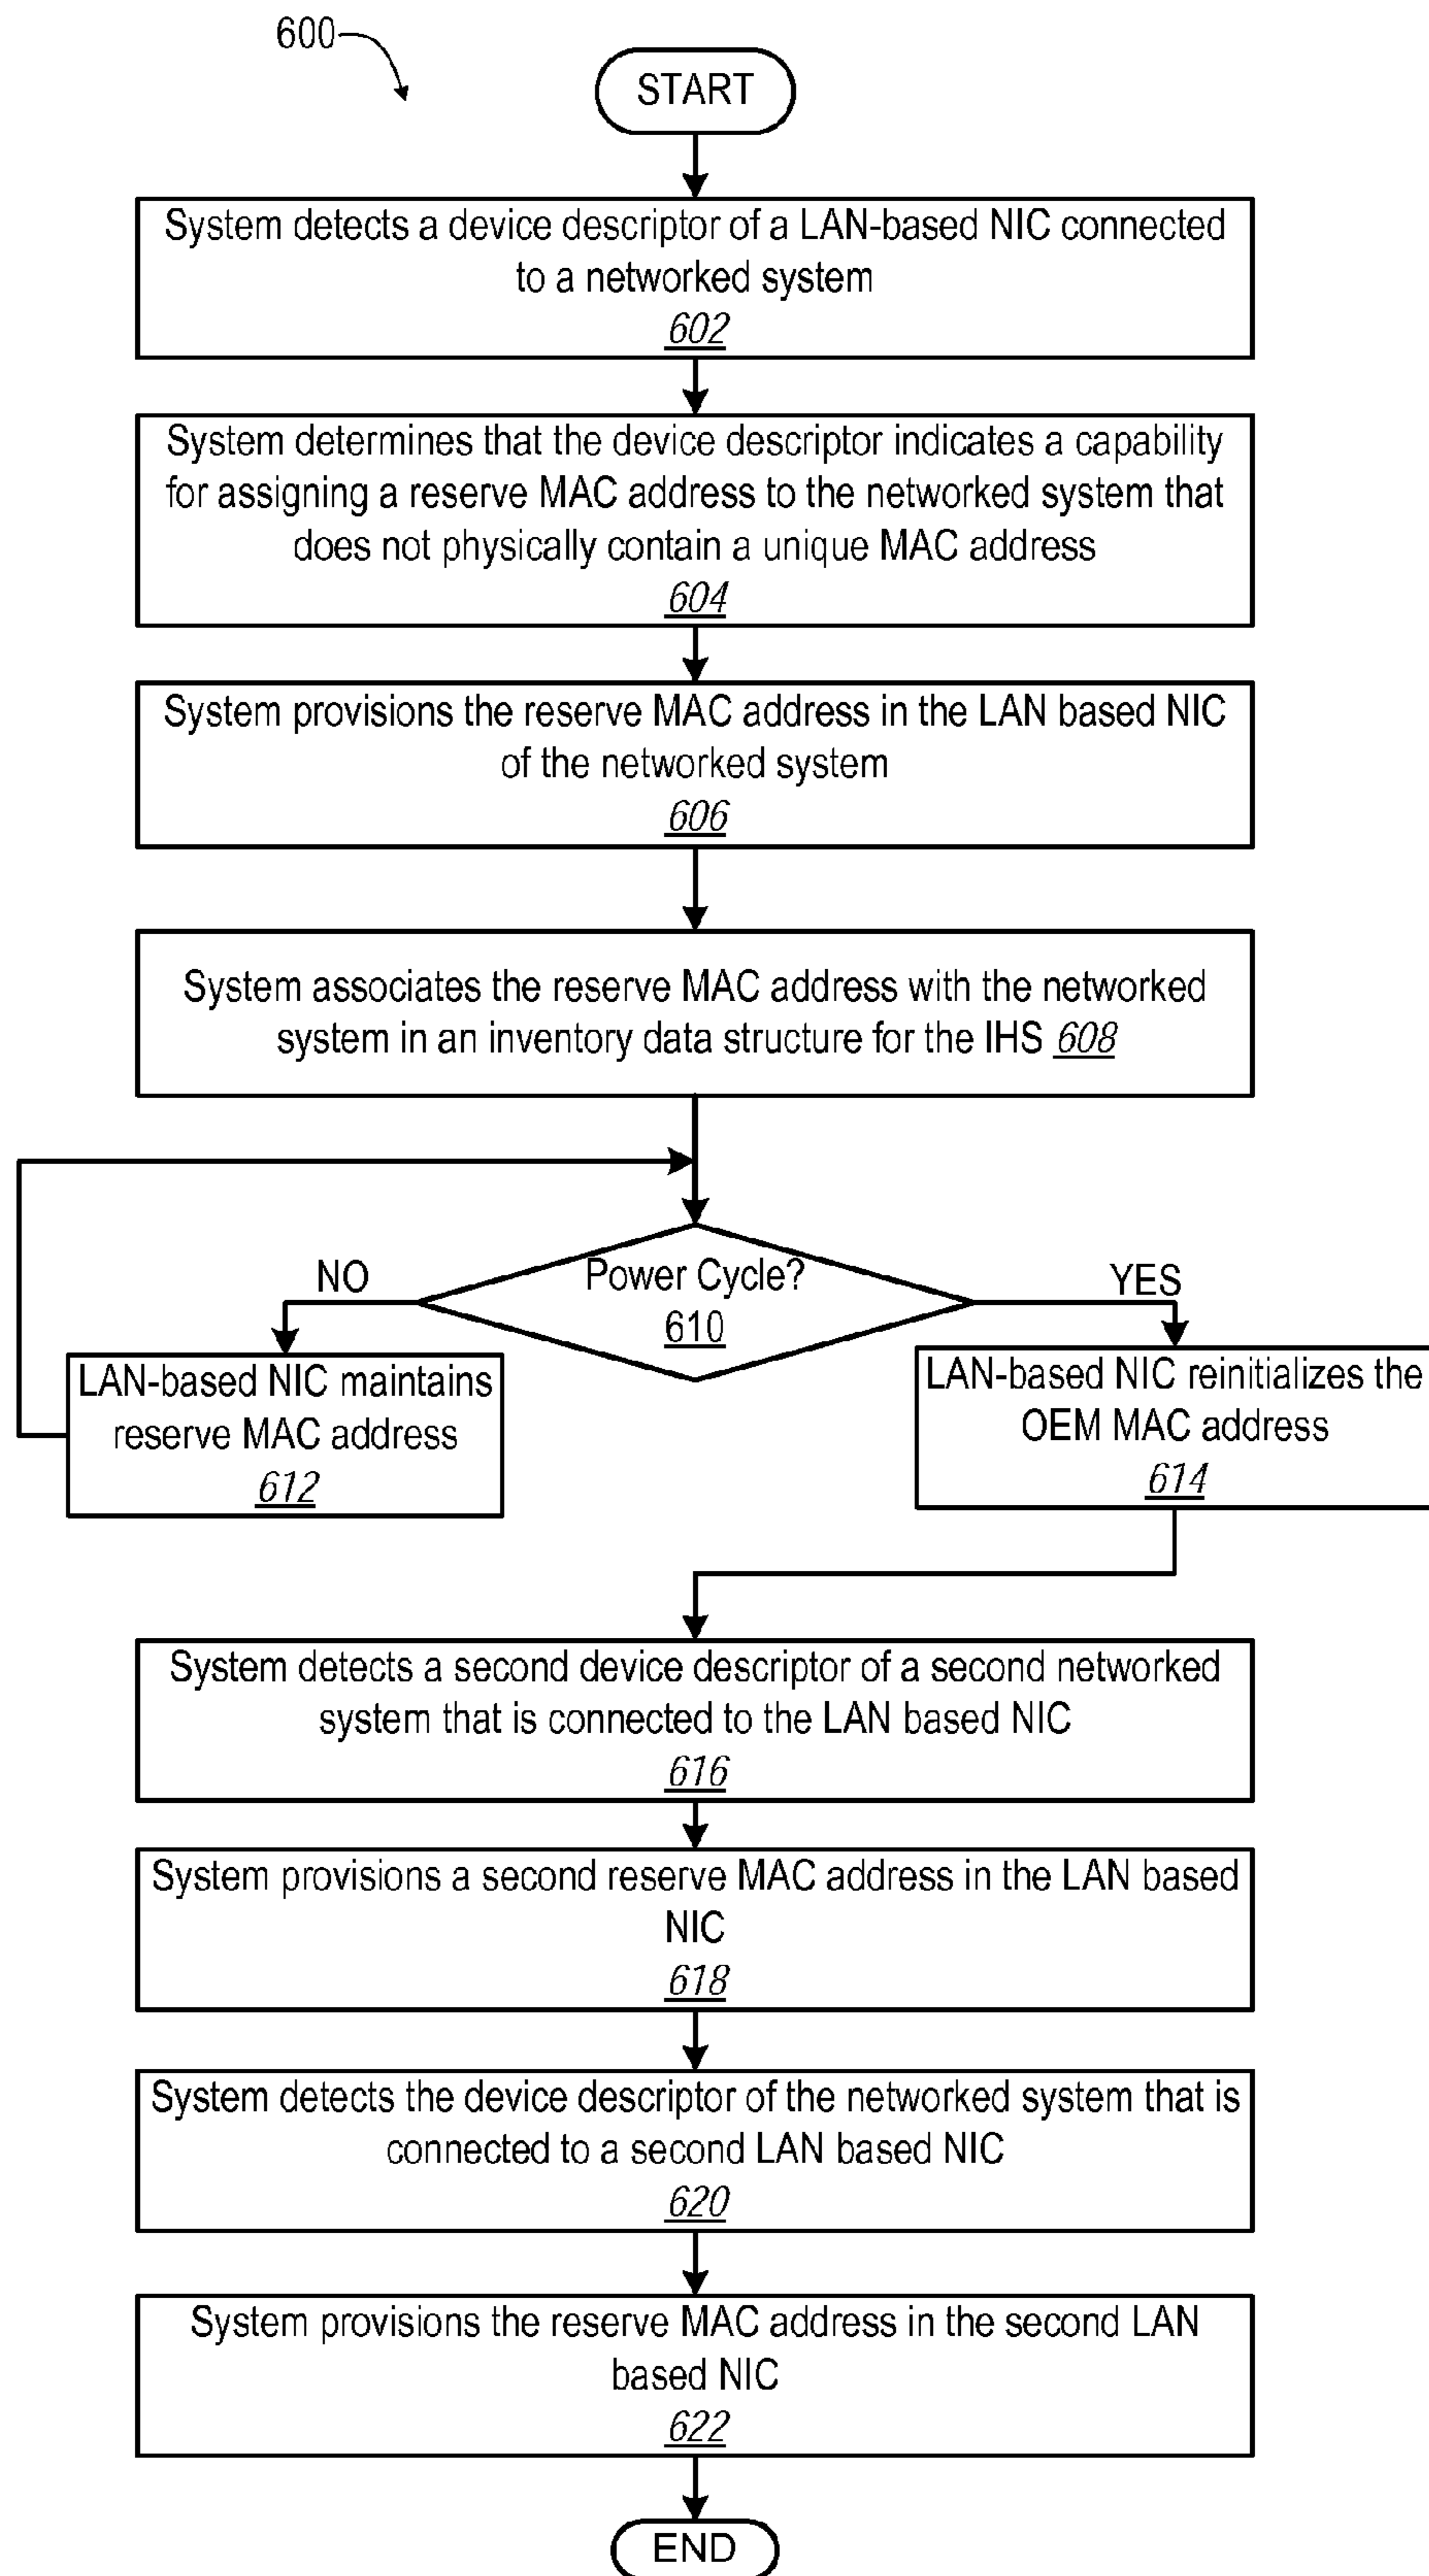 600
START
System detects a device descriptor of a LAN-based NIC connected
to a networked system
602
System determines that the device descriptor indicates a capability
for assigning a reserve MAC address to the networked system that
does not physically contain a unique MAC address
604
System provisions the reserve MAC address in the LAN based NIC
of the networked system
606
System associates the reserve MAC address with the networked
system in an inventory data structure for the IHS 608
Power Cycle?
610
NO
YES
LAN-based NIC maintains
reserve MAC address
612
LAN-based NIC reinitializes the
OEM MAC address
614
System detects a second device descriptor of a second networked
system that is connected to the LAN based NIC
616
System provisions a second reserve MAC address in the LAN based
NIC
618
System detects the device descriptor of the networked system that is
connected to a second LAN based NIC
620
System provisions the reserve MAC address in the second LAN
based NIC
622
END